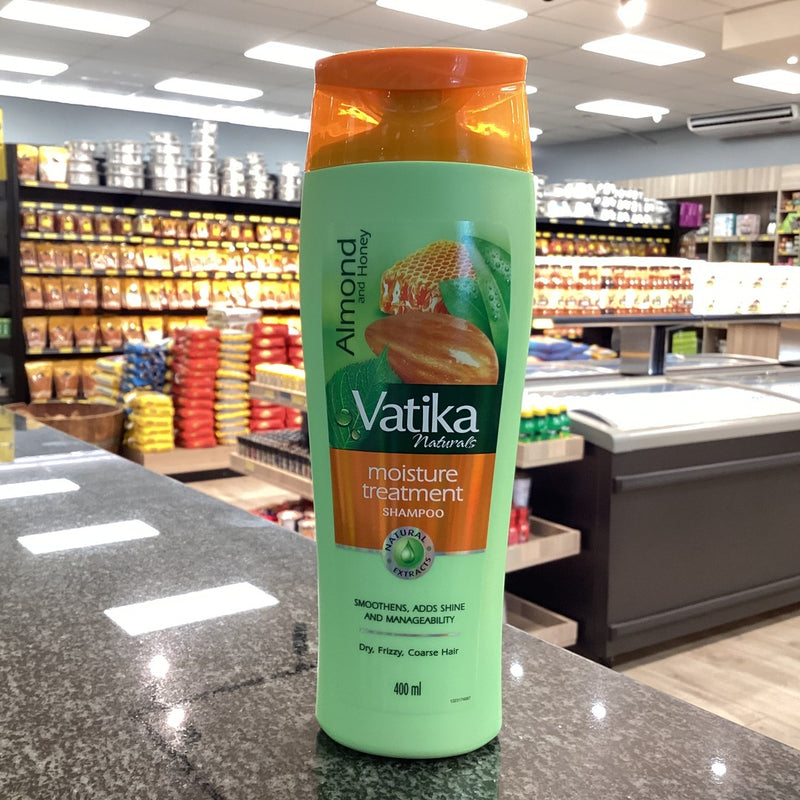 Almond
and Honey
Vatika
Naturals
moisture
treatment
SHAMPOO
NATURAL
EXTRACTS
SMOOTHENS, ADDS SHINE
AND MANAGEABILITY
Dry, Frizzy, Coarse Hair
400 ml